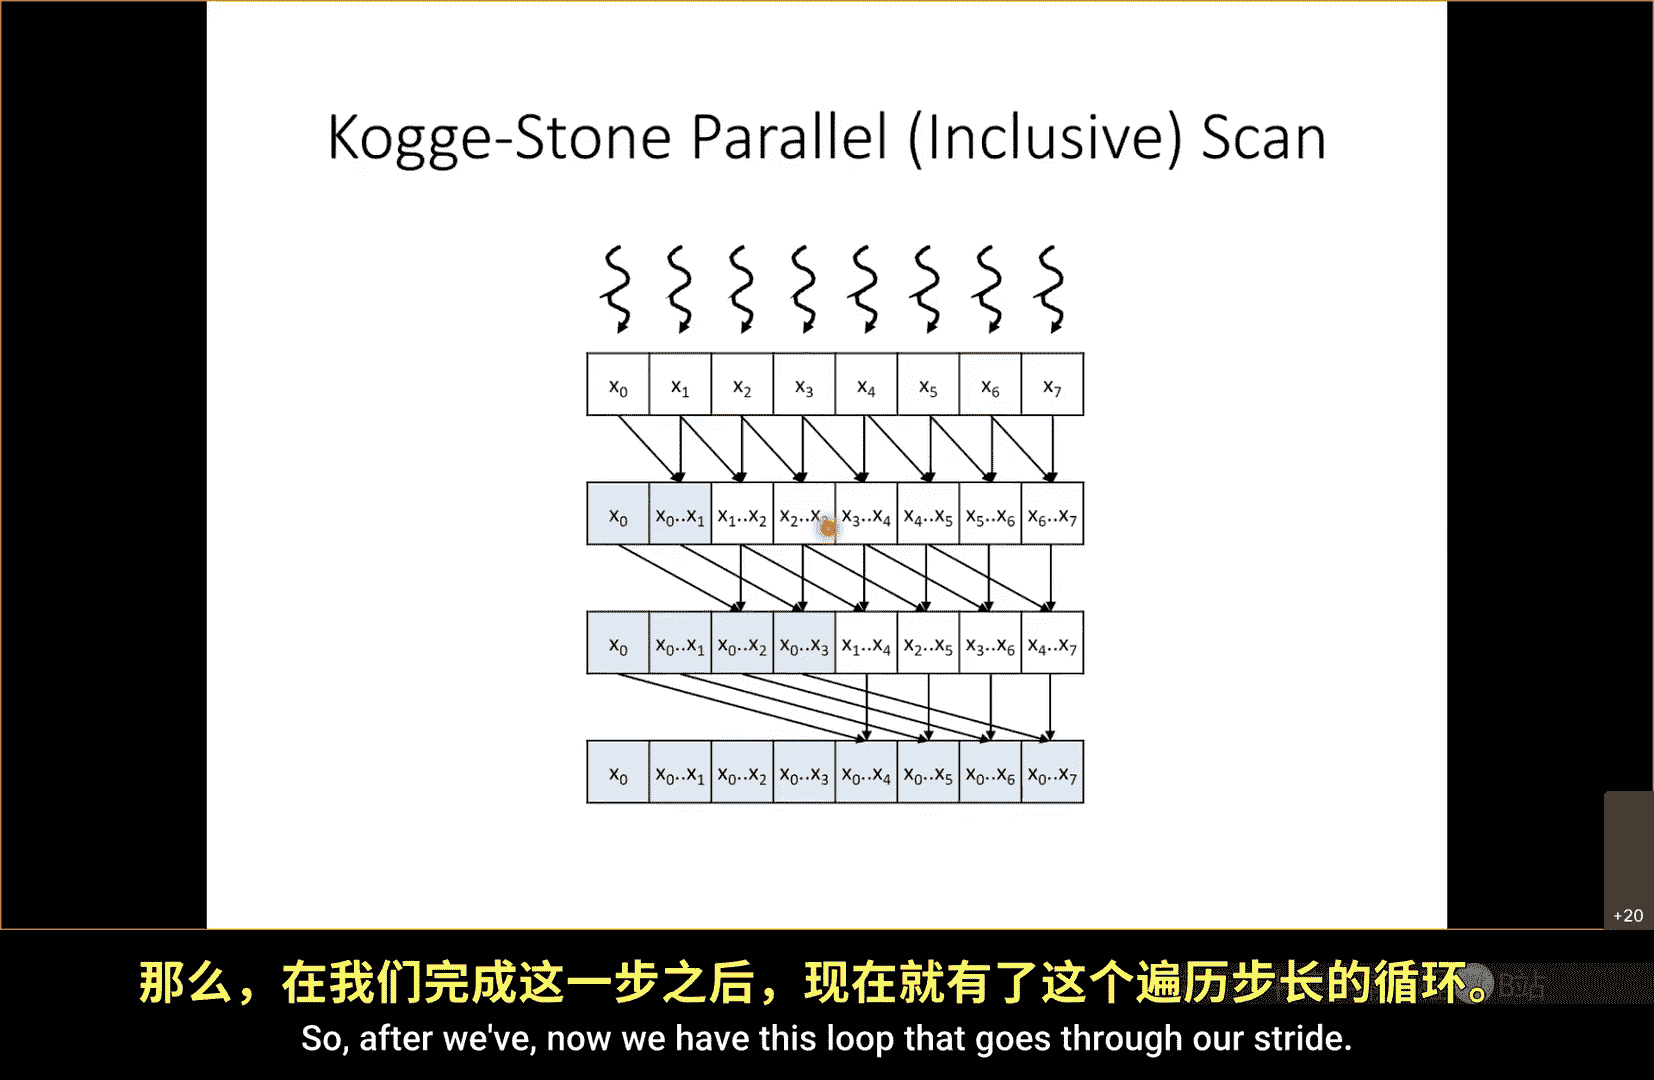 Kogge-Stone Parallel (Inclusive) Scan
x₀ x₁ x₂ x₃ x₄ x₅ x₆ x₇
x₀ x₀..x₁ x₁..x₂ x₂..x x₃..x₄ x₄..x₅ x₅..x₆ x₆..x₇
x₀ x₀..x₁ x₀..x₂ x₀..x₃ x₁..x₄ x₂..x₅ x₃..x₆ x₄..x₇
x₀ x₀..x₁ x₀..x₂ x₀..x₃ x₀..x₄ x₀..x₅ x₀..x₆ x₀..x₇
+20
那么，在我们完成这一步之后，现在就有了这个遍历步长的循环。
B站
So, after we've, now we have this loop that goes through our stride.